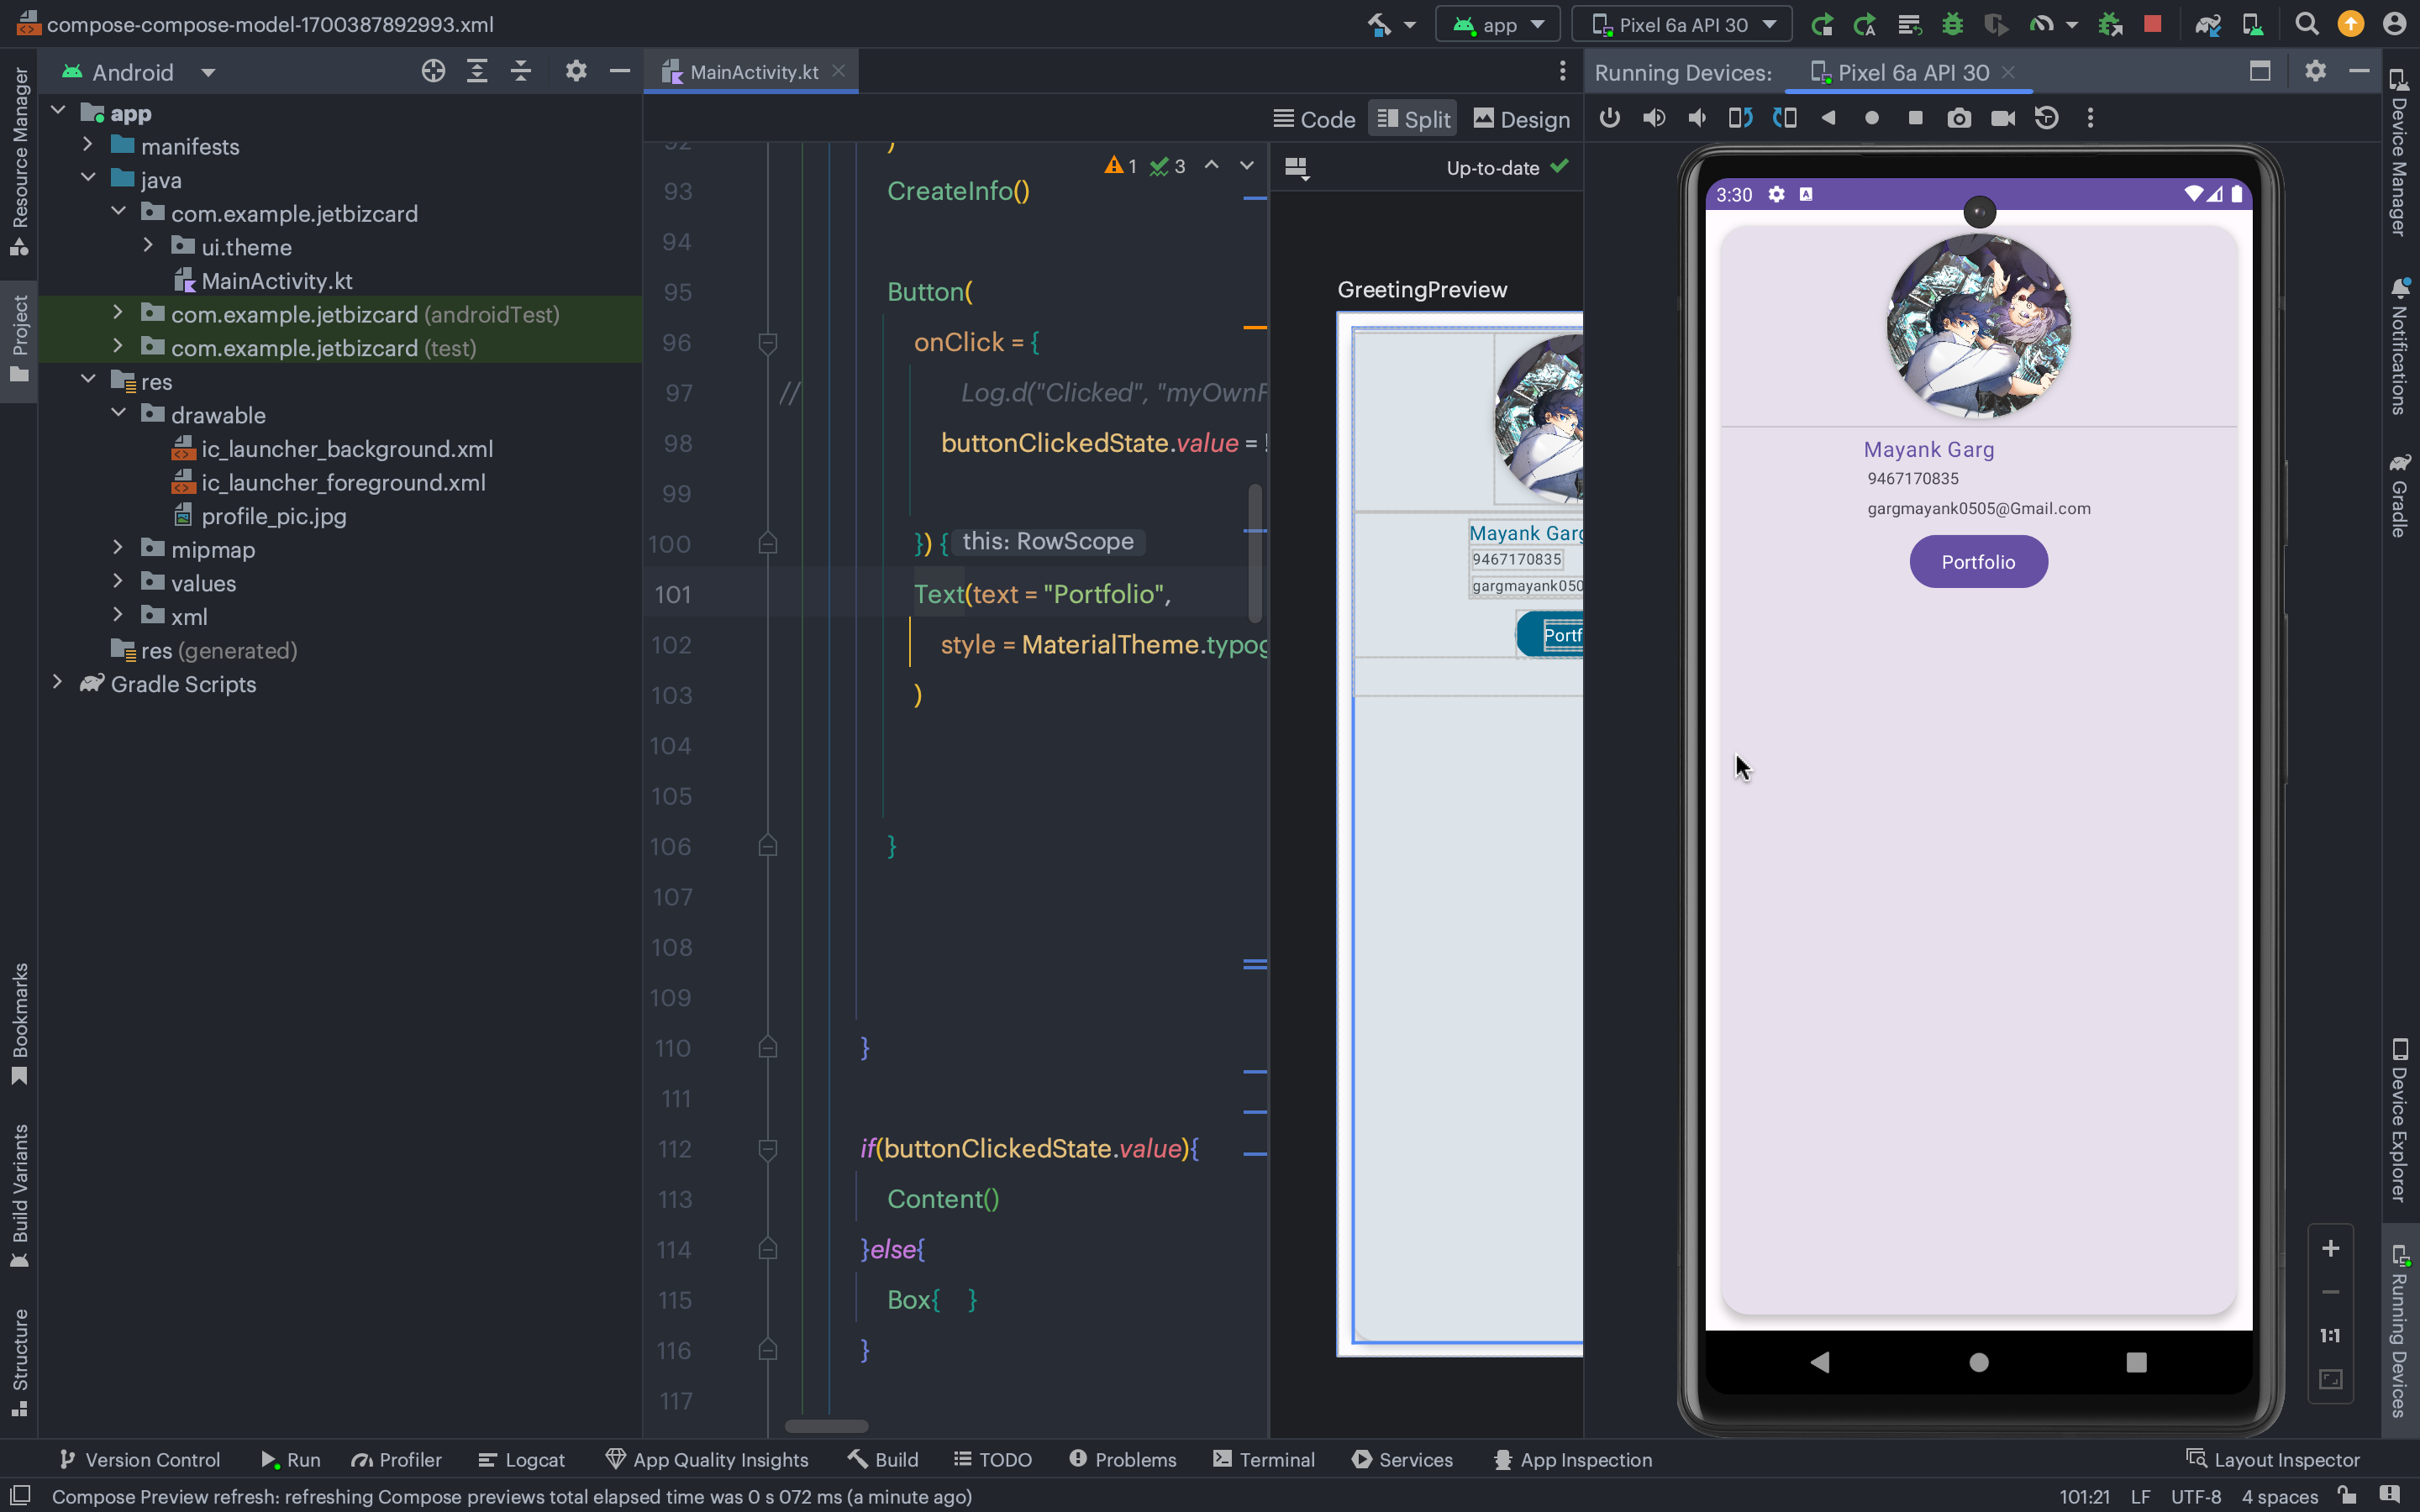 compose-compose-model-1700387892993.xml
app
Pixel 6a API 30
Android
MainActivity.kt
Running Devices:
Pixel 6a API 30
Code
Split
Design
Resource Manager
Project
Bookmarks
Build Variants
Structure
app
manifests
java
com.example.jetbizcard
ui.theme
MainActivity.kt
com.example.jetbizcard (androidTest)
com.example.jetbizcard (test)
res
drawable
ic_launcher_background.xml
ic_launcher_foreground.xml
profile_pic.jpg
mipmap
values
xml
res (generated)
Gradle Scripts
1
3
92 )
93 CreateInfo()
94
95 Button(
96 onClick = {
97 // Log.d("Clicked", "myOwnF
98 buttonClickedState.value = !
99
100 }) { this: RowScope
101 Text(text = "Portfolio",
102 style = MaterialTheme.typog
103 )
104
105
106 }
107
108
109
110 }
111
112 if(buttonClickedState.value){
113 Content()
114 }else{
115 Box{ }
116 }
117
Up-to-date
GreetingPreview
Mayank Garg
9467170835
gargmayank050
Portf
3:30
A
Mayank Garg
9467170835
gargmayank0505@Gmail.com
Portfolio
1:1
Device Manager
Notifications
Gradle
Device Explorer
Running Devices
Version Control
Run
Profiler
Logcat
App Quality Insights
Build
TODO
Problems
Terminal
Services
App Inspection
Layout Inspector
Compose Preview refresh: refreshing Compose previews total elapsed time was 0 s 072 ms (a minute ago)
101:21
LF
UTF-8
4 spaces